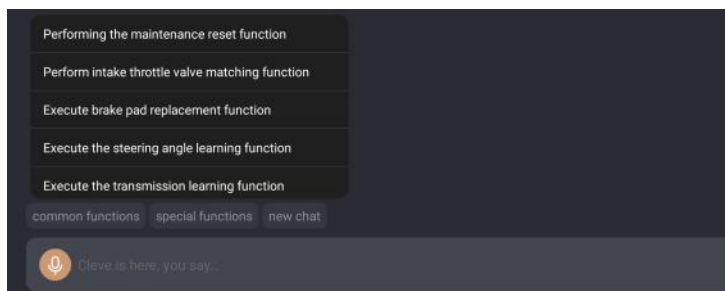 Performing the maintenance reset function
Perform intake throttle valve matching function
Execute brake pad replacement function
Execute the steering angle learning function
Execute the transmission learning function
common functions special functions new chat
Cleve is here, you say...